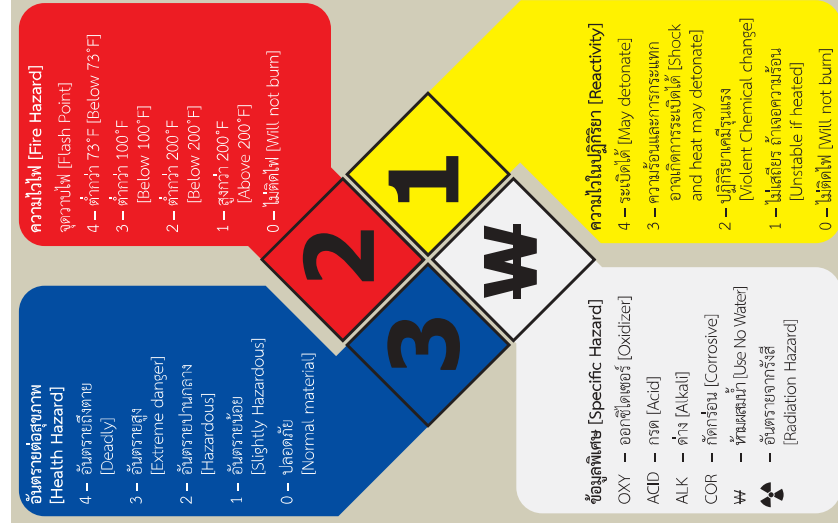 อันตรายต่อสุขภาพ
[Health Hazard]
4 – อันตรายถึงตาย
[Deadly]
3 – อันตรายสูง
[Extreme danger]
2 – อันตรายปานกลาง
[Hazardous]
1 – อันตรายน้อย
[Slightly Hazardous]
0 – ปลอดภัย
[Normal material]
ความไวไฟ [Fire Hazard]
จุดวาบไฟ [Flash Point]
4 – ต่ำกว่า 73°F [Below 73°F]
3 – ต่ำกว่า 100°F
[Below 100°F]
2 – ต่ำกว่า 200°F
[Below 200°F]
1 – สูงกว่า 200°F
[Above 200°F]
0 – ไม่ติดไฟ [Will not burn]
2
3
1
W
ข้อมูลพิเศษ [Specific Hazard]
OXY – ออกซิไดเซอร์ [Oxidizer]
ACID – กรด [Acid]
ALK – ด่าง [Alkali]
COR – กัดกร่อน [Corrosive]
W – ห้ามผสมน้ำ [Use No Water]
– อันตรายจากรังสี
[Radiation Hazard]
ความไวในปฏิกิริยา [Reactivity]
4 – ระเบิดได้ [May detonate]
3 – ความร้อนและการกระแทก
อาจเกิดการระเบิดได้ [Shock
and heat may detonate]
2 – ปฏิกิริยาเคมีรุนแรง
[Violent Chemical change]
1 – ไม่เสถียร ถ้าเจอความร้อน
[Unstable if heated]
0 – ไม่ติดไฟ [Will not burn]